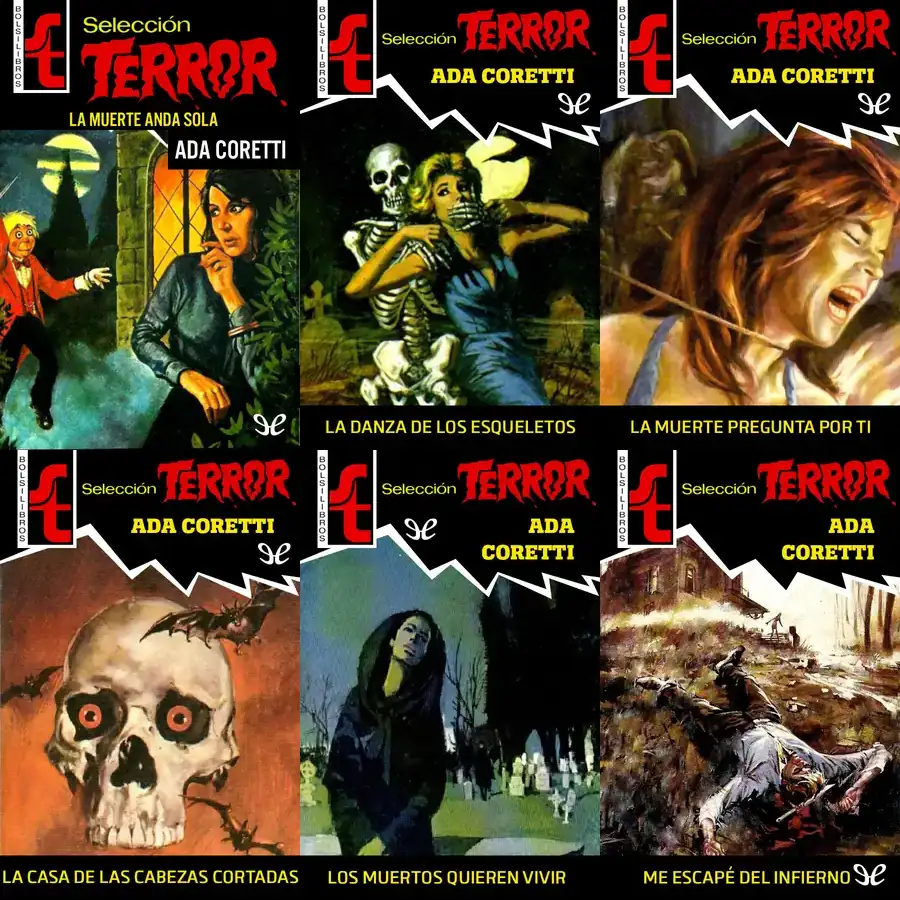 BOLSILIBROS
Selección
TERROR
LA MUERTE ANDA SOLA
ADA CORETTI
BOLSILIBROS
Selección TERROR
ADA CORETTI
LA DANZA DE LOS ESQUELETOS
BOLSILIBROS
Selección TERROR
ADA CORETTI
LA MUERTE PREGUNTA POR TI
BOLSILIBROS
Selección TERROR
ADA CORETTI
LA CASA DE LAS CABEZAS CORTADAS
BOLSILIBROS
Selección TERROR
ADA
CORETTI
LOS MUERTOS QUIEREN VIVIR
BOLSILIBROS
Selección TERROR
ADA
CORETTI
ME ESCAPÉ DEL INFIERNO